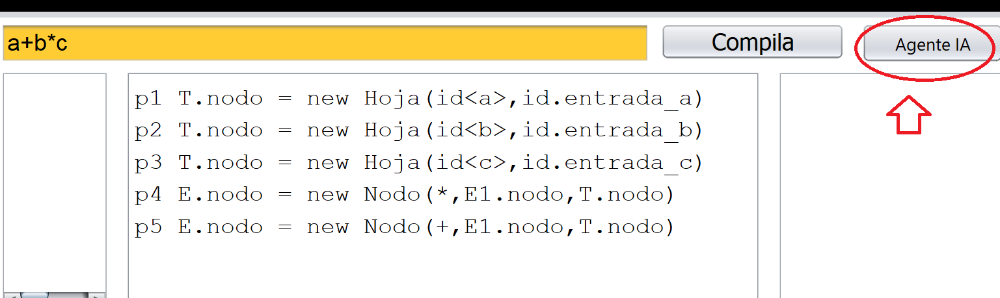 a+b*c
Compila
Agente IA
p1 T.nodo = new Hoja(id<a>,id.entrada_a)
p2 T.nodo = new Hoja(id<b>,id.entrada_b)
p3 T.nodo = new Hoja(id<c>,id.entrada_c)
p4 E.nodo = new Nodo(*,E1.nodo,T.nodo)
p5 E.nodo = new Nodo(+,E1.nodo,T.nodo)